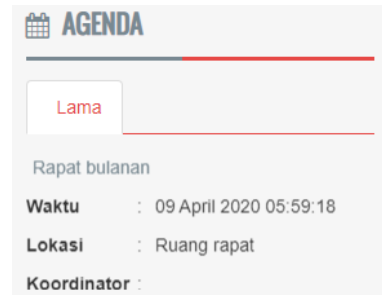 AGENDA
Lama
Rapat bulanan
Waktu : 09 April 2020 05:59:18
Lokasi : Ruang rapat
Koordinator :